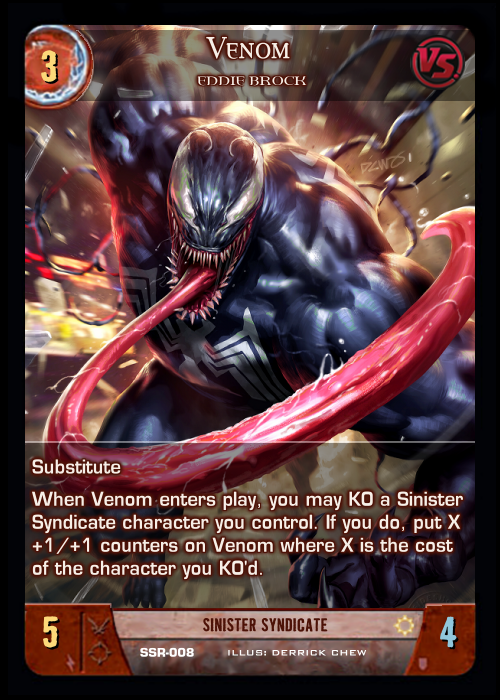 3
VENOM
EDDIE BROCK
VS
Substitute
When Venom enters play, you may KO a Sinister
Syndicate character you control. If you do, put X
+1/+1 counters on Venom where X is the cost
of the character you KO'd.
5
SINISTER SYNDICATE
4
SSR-008
ILLUS: DERRICK CHEW